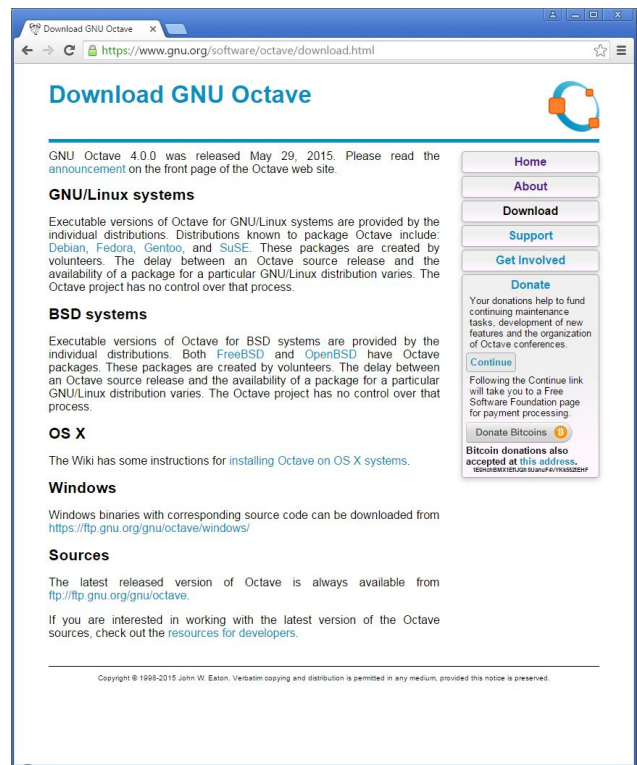 Download GNU Octave
https://www.gnu.org/software/octave/download.html
Download GNU Octave
GNU Octave 4.0.0 was released May 29, 2015. Please read the
announcement on the front page of the Octave web site.
GNU/Linux systems
Executable versions of Octave for GNU/Linux systems are provided by the
individual distributions. Distributions known to package Octave include:
Debian, Fedora, Gentoo, and SuSE. These packages are created by
volunteers. The delay between an Octave source release and the
availability of a package for a particular GNU/Linux distribution varies. The
Octave project has no control over that process.
BSD systems
Executable versions of Octave for BSD systems are provided by the
individual distributions. Both FreeBSD and OpenBSD have Octave
packages. These packages are created by volunteers. The delay between
an Octave source release and the availability of a package for a particular
GNU/Linux distribution varies. The Octave project has no control over that
process.
OS X
The Wiki has some instructions for installing Octave on OS X systems.
Windows
Windows binaries with corresponding source code can be downloaded from
https://ftp.gnu.org/gnu/octave/windows/
Sources
The latest released version of Octave is always available from
ftp://ftp.gnu.org/gnu/octave.
If you are interested in working with the latest version of the Octave
sources, check out the resources for developers.
Home
About
Download
Support
Get Involved
Donate
Your donations help to fund
continuing maintenance
tasks, development of new
features and the organization
of Octave conferences.
Continue
Following the Continue link
will take you to a Free
Software Foundation page
for payment processing.
Donate Bitcoins
Bitcoin donations also
accepted at this address.
Copyright © 1998-2015 John W. Eaton. Verbatim copying and distribution is permitted in any medium, provided this notice is preserved.